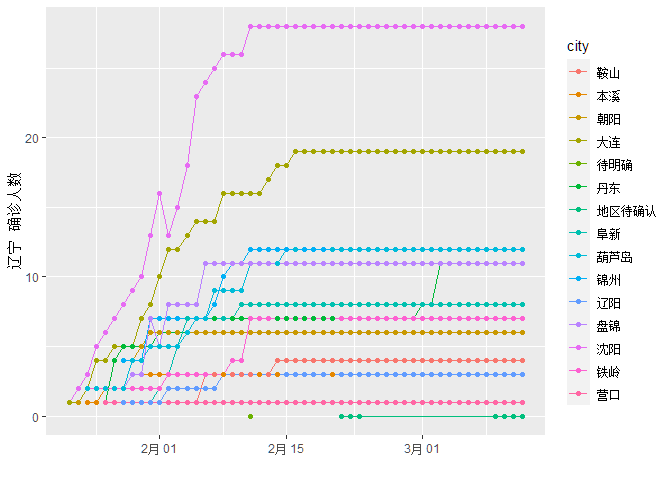 city
鞍山
本溪
朝阳
大连
待明确
丹东
地区待确认
阜新
葫芦岛
锦州
辽阳
盘锦
沈阳
铁岭
营口
辽宁 确诊人数
20
10
0
2月 01
2月 15
3月 01